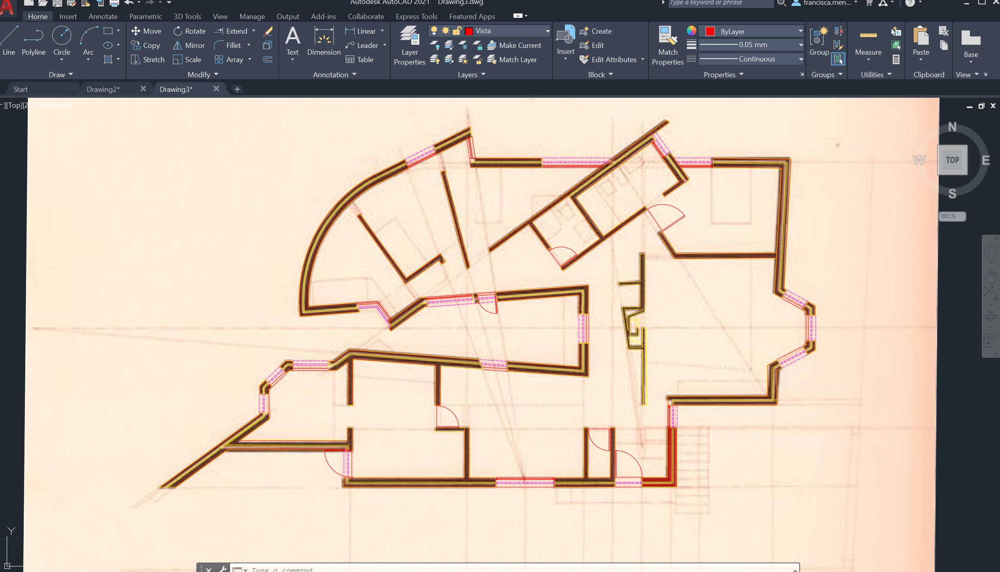 Autodesk AutoCAD 2021 Drawing3.dwg
Type a keyword or phrase
francisca.men...
Home Insert Annotate Parametric 3D Tools View Manage Output Add-ins Collaborate Express Tools Featured Apps
Line
Polyline
Circle
Arc
Draw
Move
Rotate
Extend
Copy
Mirror
Fillet
Stretch
Scale
Array
Modify
Text
Dimension
Linear
Leader
Table
Annotation
Layer
Properties
Vista
Make Current
Match Layer
Layers
Insert
Create
Edit
Edit Attributes
Block
Match
Properties
ByLayer
0.05 mm
Continuous
Properties
Group
Groups
Measure
Utilities
Paste
Clipboard
Base
View
Start
Drawing2*
Drawing3*
][Top][2D Wireframe]
N
W
TOP
E
S
WCS
Y
X
Type a command